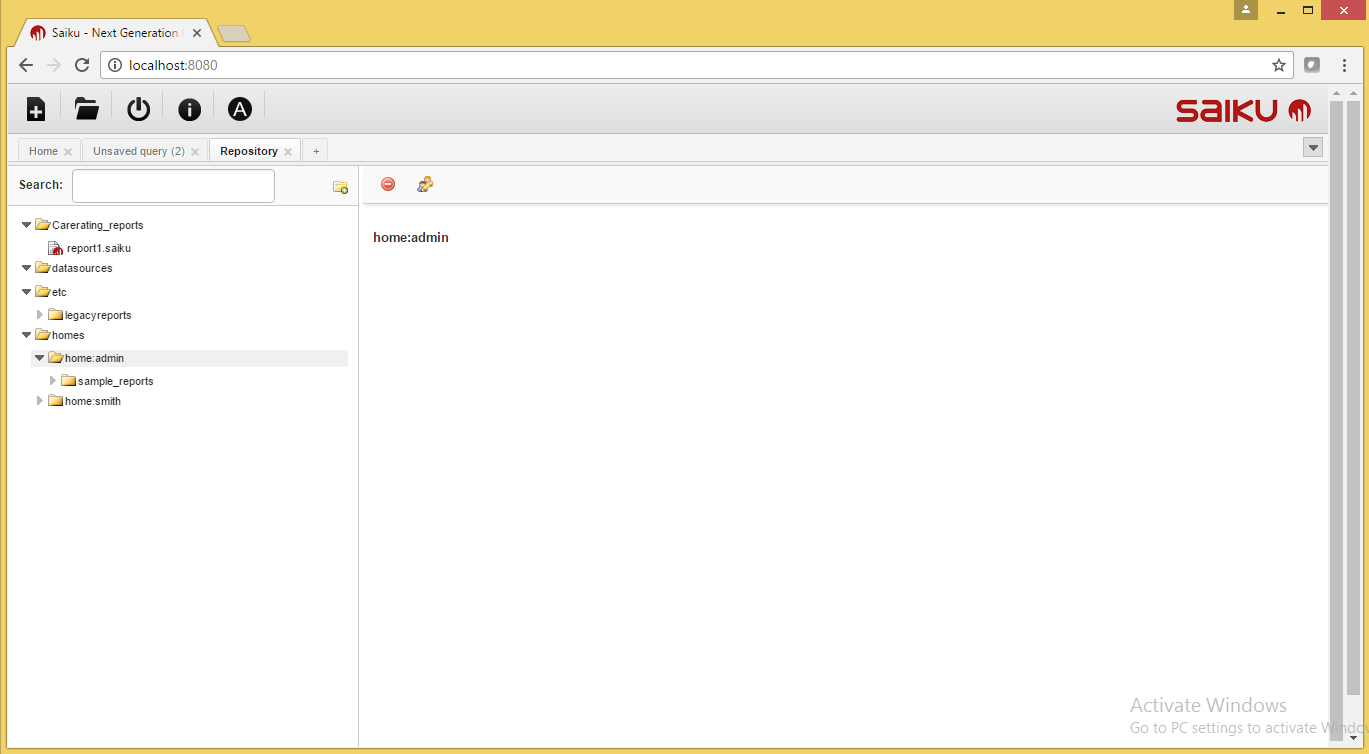 Saiku - Next Generation
localhost:8080
A
saiku
Home
Unsaved query (2)
Repository
+
Search:
Carerating_reports
report1.saiku
datasources
etc
legacyreports
homes
home:admin
sample_reports
home:smith
home:admin
Activate Windows
Go to PC settings to activate Windo